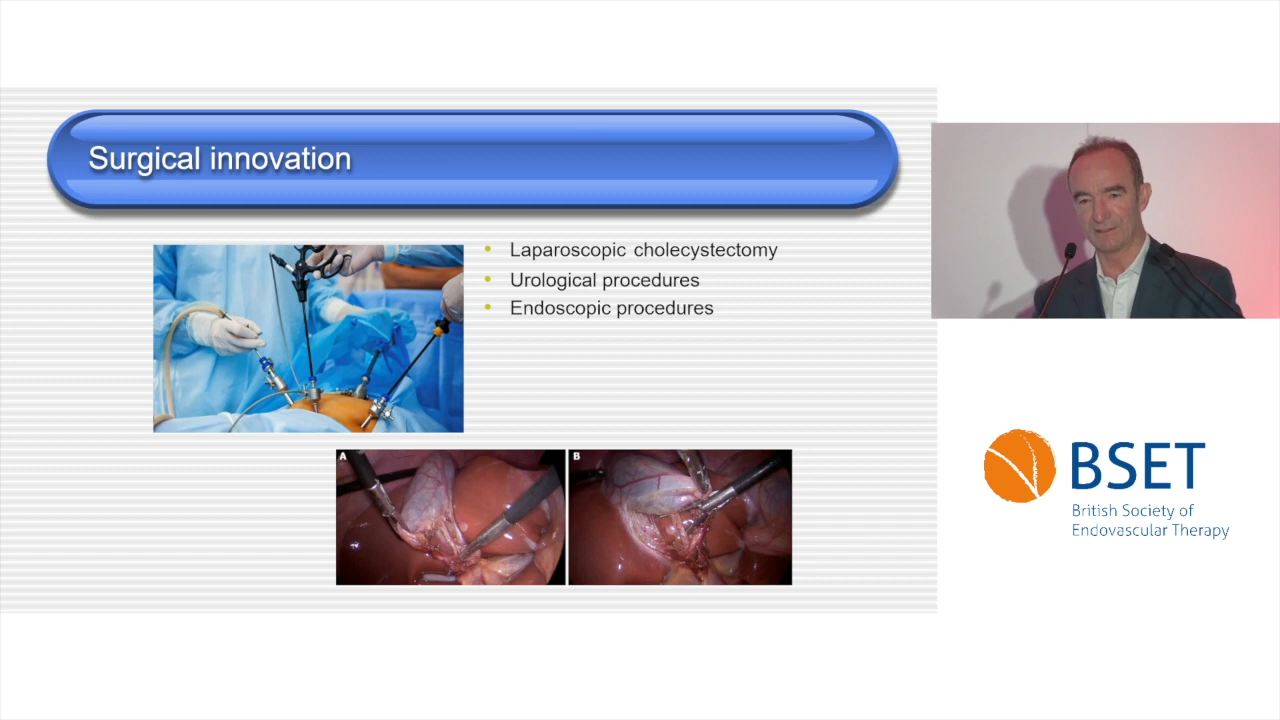 Surgical innovation
Laparoscopic cholecystectomy
Urological procedures
Endoscopic procedures
A
B
BSET
British Society of
Endovascular Therapy